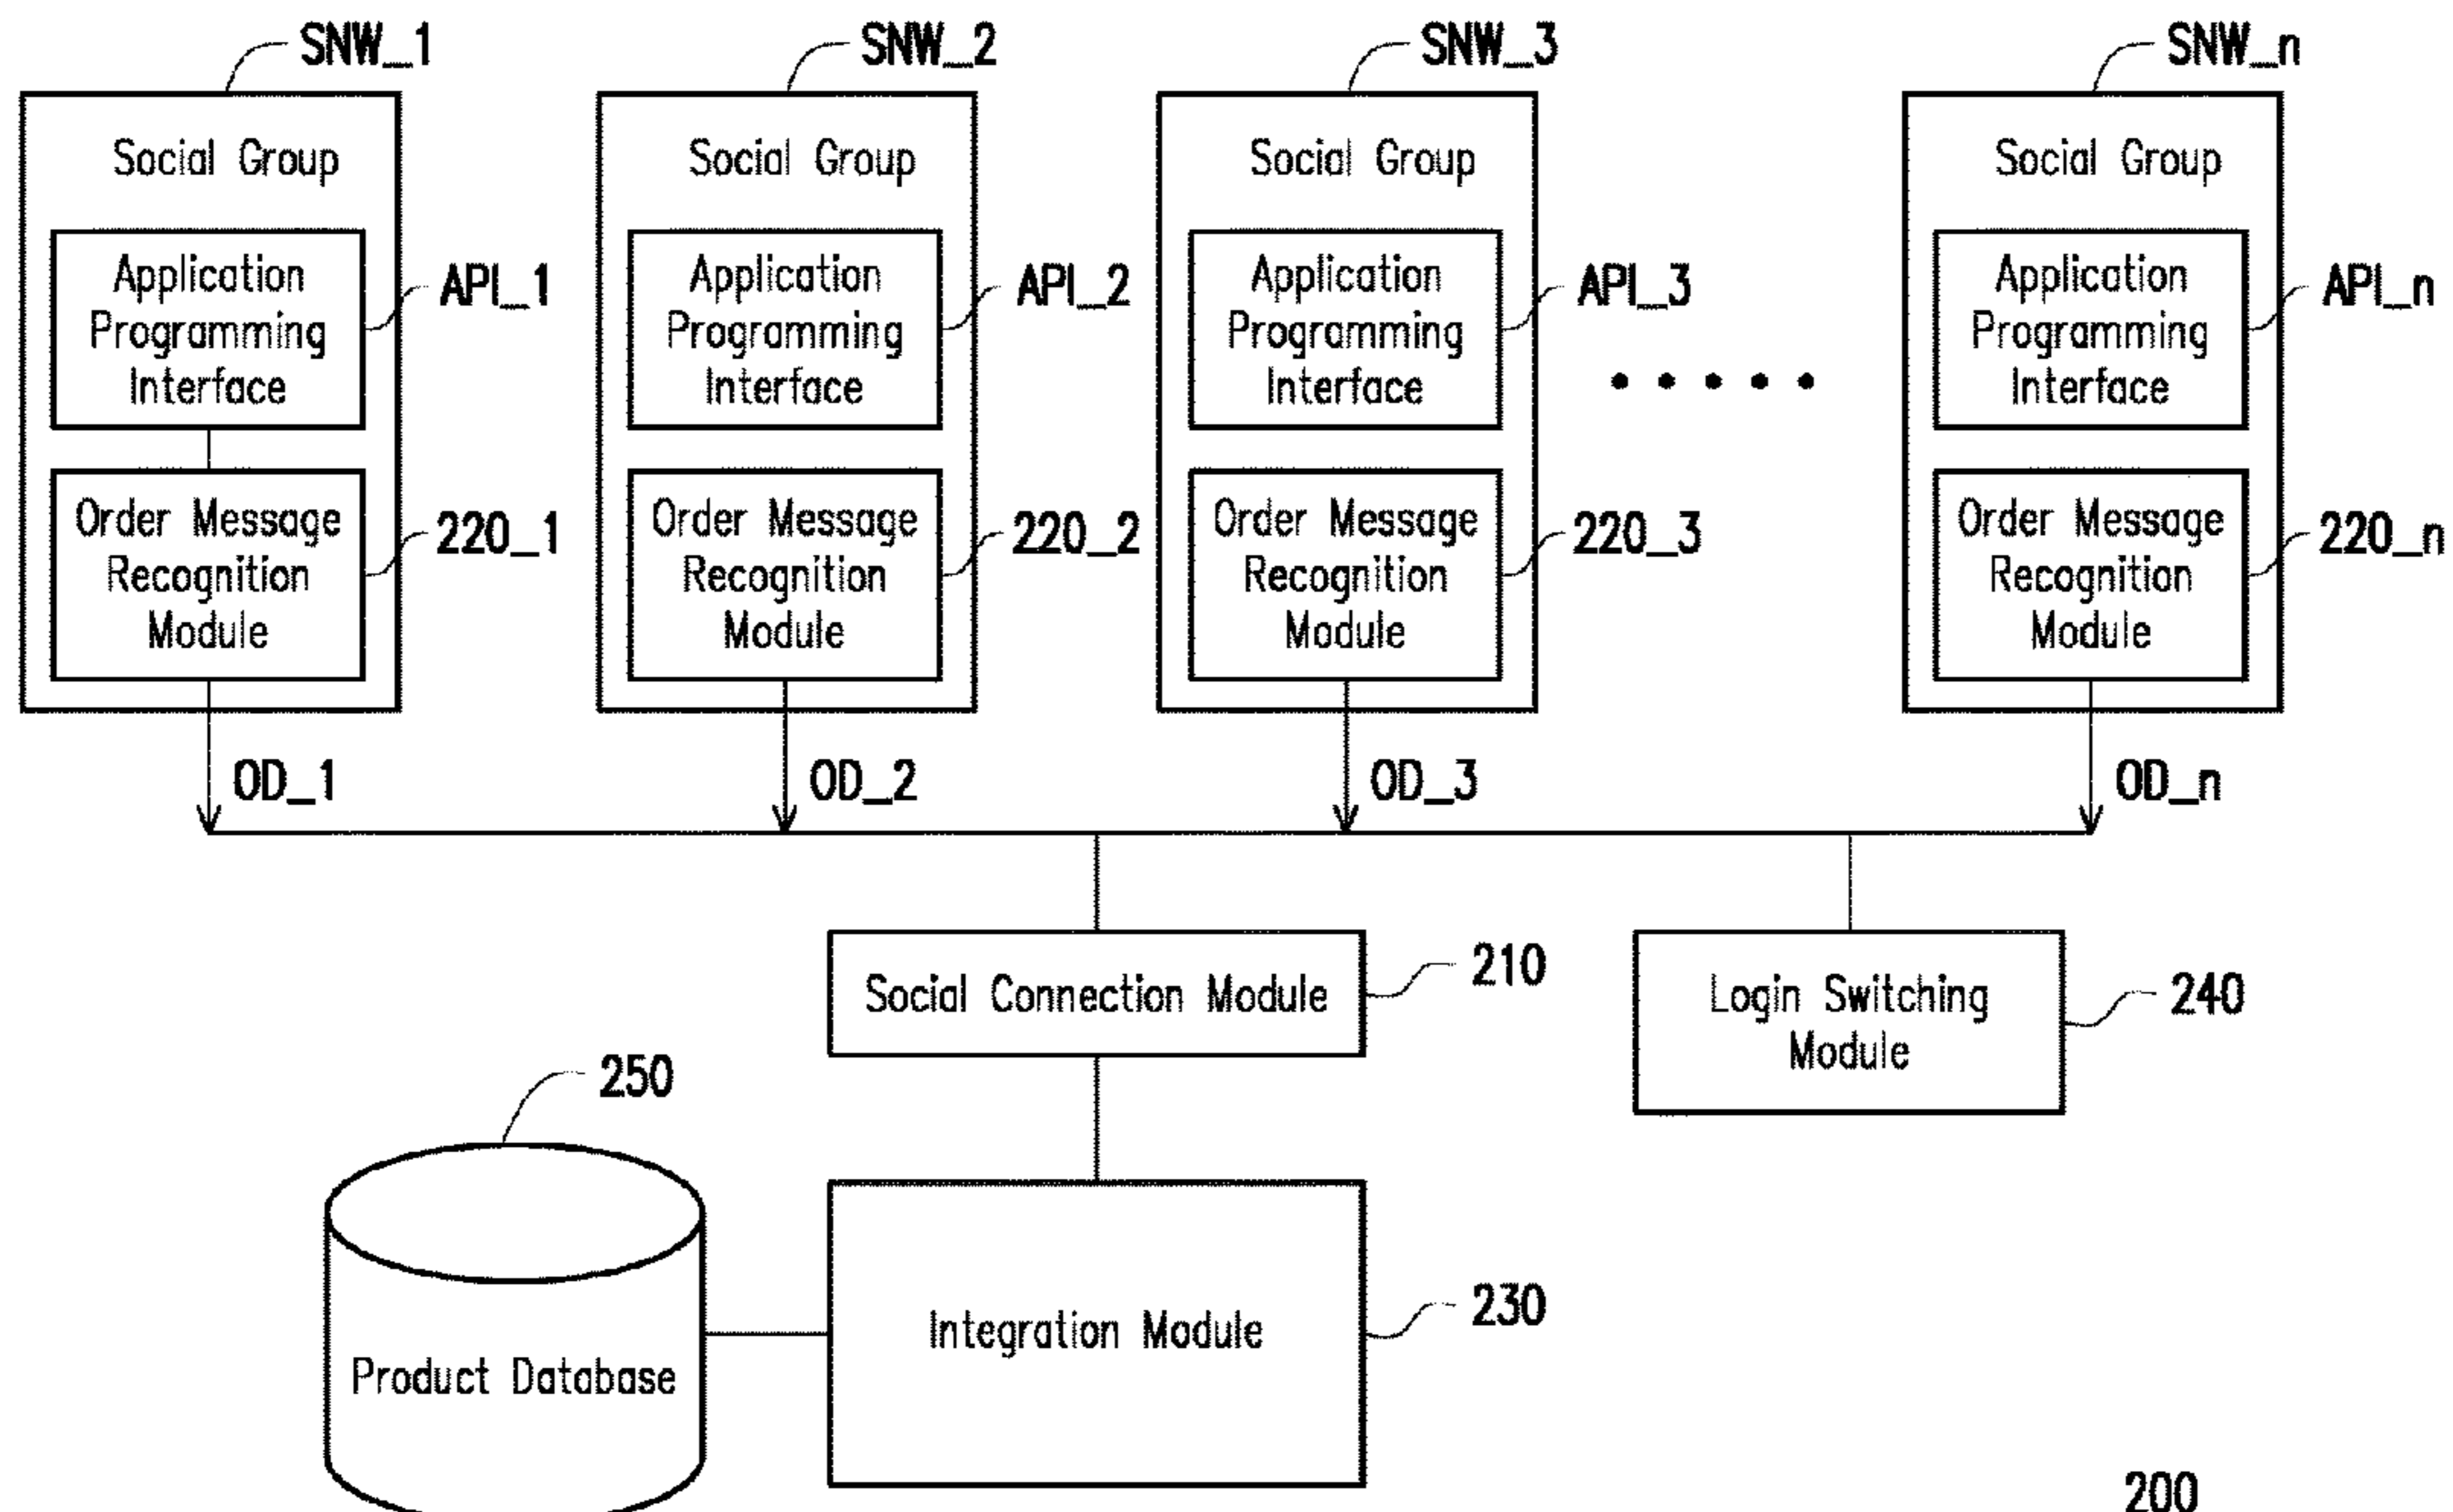 SNW_1
SNW_2
SNW_3
SNW_n
Social Group
Social Group
Social Group
Social Group
Application
Programming
Interface
API_1
Application
Programming
Interface
API_2
Application
Programming
Interface
API_3
Application
Programming
Interface
API_n
Order Message
Recognition
Module
220_1
Order Message
Recognition
Module
220_2
Order Message
Recognition
Module
220_3
Order Message
Recognition
Module
220_n
OD_1
OD_2
OD_3
OD_n
Social Connection Module
210
Login Switching
Module
240
250
Product Database
Integration Module
230
200